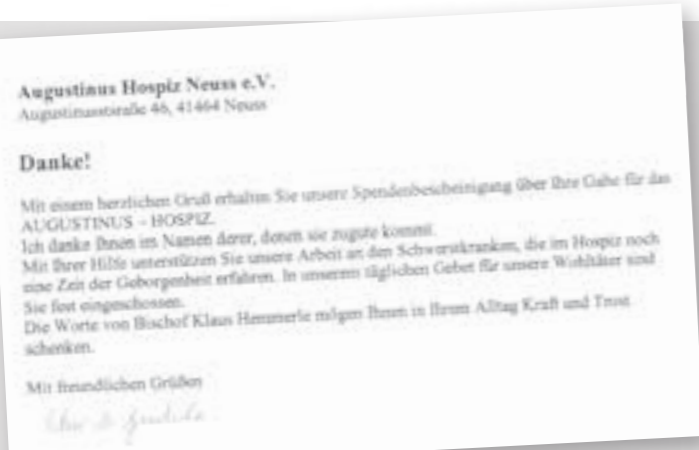 Augustinus Hospiz Neuss e.V.
Augustinusstraße 46, 41464 Neuss
Danke!
Mit einem herzlichen Gruß erhalten Sie unsere Spendenbescheinigung über Ihre Gabe für das
AUGUSTINUS – HOSPIZ.
Ich danke Ihnen im Namen derer, denen sie zugute kommt.
Mit Ihrer Hilfe unterstützen Sie unsere Arbeit an den Schwerstkranken, die im Hospiz noch
eine Zeit der Geborgenheit erfahren. In unserem täglichen Gebet für unsere Wohltäter sind
Sie fest eingeschossen.
Die Worte von Bischof Klaus Hemmerle mögen Ihnen in Ihrem Alltag Kraft und Trost
schenken.
Mit freundlichen Grüßen